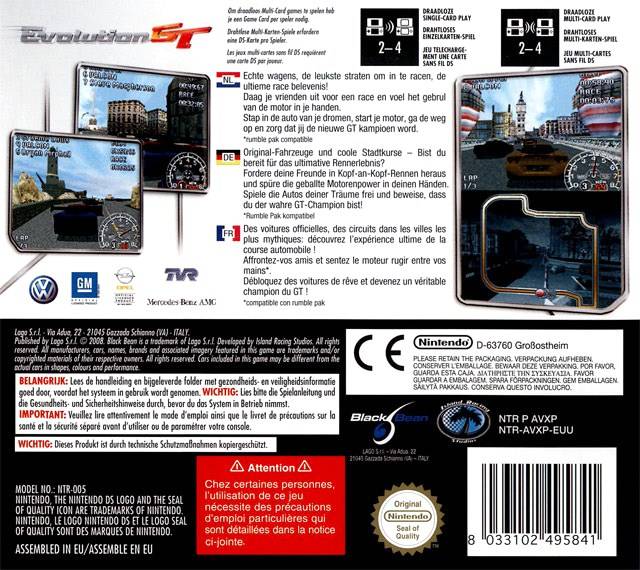 Evolution GT
Om draadloos Multi-Card games te spelen heb
je een Game Card per speler nodig.
Drahtlose Multi-Karten-Spiele erfordern
eine DS-Karte pro Spieler.
Les jeux multi-cartes sans fil DS requièrent
une carte DS par joueur.
2–4
DRAADLOZE
SINGLE-CARD PLAY
DRAHTLOSES
EINZELKARTEN-SPIEL
JEU TELECHARGE-
MENT UNE CARTE
SANS FIL DS
2–4
DRAADLOZE
MULTI-CARD PLAY
DRAHTLOSES
MULTI-KARTEN-SPIEL
JEU MULTI-CARTES
SANS FIL DS
NL
Echte wagens, de leukste straten om in te racen, de
ultieme race belevenis!
Daag je vrienden uit voor een race en voel het gebrul
van de motor in je handen.
Stap in de auto van je dromen, start je motor, ga de weg
op en zorg dat jij de nieuwe GT kampioen word.
*rumble pak compatible
DE
Original-Fahrzeuge und coole Stadtkurse – Bist du
bereit für das ultimative Rennerlebnis?
Fordere deine Freunde in Kopf-an-Kopf-Rennen heraus
und spüre die geballte Motorenpower in deinen Händen.
Spiele die Autos deiner Träume frei und beweise, dass
du der wahre GT-Champion bist!
*Rumble Pak kompatibel
FR
Des voitures officielles, des circuits dans les villes les
plus mythiques: découvrez l'expérience ultime de la
course automobile !
Affrontez-vos amis et sentez le moteur rugir entre vos
mains*.
Débloquez des voitures de rêve et devenez un véritable
champion du GT !
*compatible con rumble pak
RACE
LAP
1/3
RACE
LAP
1/3
VW
GM
OPEL
TVR
Mercedes-Benz AMG
Lago S.r.l. - Via Adua, 22 - 21045 Gazzada Schianno (VA) - ITALY.
Published by Lago S.r.l. © 2008. Black Bean is a trademark of Lago S.r.l. Developed by Island Racing Studios. All rights
reserved. All manufacturers, cars, names, brands and associated imagery featured in this game are trademarks and/or
copyrighted materials of their respective owners. All rights reserved. Cars included in this game may be different from the
actual cars in shapes, colours and performance.
BELANGRIJK: Lees de handleiding en bijgeleverde folder met gezondheids- en veiligheidsinformatie
goed door, voordat het systeem in gebruik wordt genomen. WICHTIG: Lies bitte die Spielanleitung und
die Gesundheits- und Sicherheitshinweise durch, bevor du das System in Betrieb nimmst.
IMPORTANT: Veuillez lire attentivement le mode d'emploi ainsi que le livret de précautions sur la
santé et la sécurité separé avant d'utiliser ou de paramétrer votre console.
WICHTIG: Dieses Produkt ist durch technische Schutzmaßnahmen kopiergeschützt.
CE
Nintendo D-63760 Großostheim
PLEASE RETAIN THE PACKAGING. VERPACKUNG AUFHEBEN.
CONSERVER L'EMBALLAGE. BEWAAR DEZE VERPAKKING. POR FAVOR,
GUARDA ESTA CAJA. ΔΙΑΤΗΡΗΣΤΕ ΤΗΝ ΣΥΣΚΕΥΑΣΙΑ. PER FAVORE
GUARDAR A EMBALAGEM. SPARA FÖRPACKNINGEN. GEM EMBALLAGEN.
SÄILYTÄ PAKKAUS. CONSERVARE QUESTO INVOLUCRO.
Black Bean
LAGO S.r.l. – Via Adua, 22
21045 Gazzada Schianno (VA) – ITALY
Island Racing
Studios
NTR P AVXP
NTR-AVXP-EUU
MODEL NO.: NTR-005
NINTENDO, THE NINTENDO DS LOGO AND THE SEAL
OF QUALITY ICON ARE TRADEMARKS OF NINTENDO.
NINTENDO, LE LOGO NINTENDO DS ET LE LOGO SEAL
OF QUALITY SONT DES MARQUES DE NINTENDO.
ASSEMBLED IN EU/ASSEMBLE EN EU
Attention
Chez certaines personnes,
l'utilisation de ce jeu
nécessite des précautions
d'emploi particulières qui
sont détaillées dans la notice
ci-jointe.
Original
Nintendo
Seal of
Quality
TM
8 033102 495841